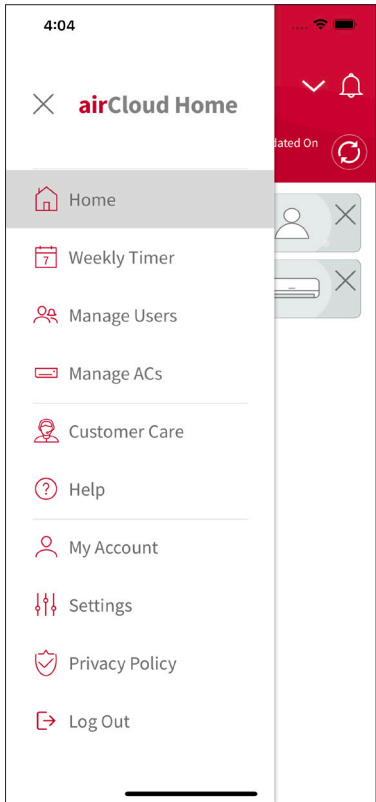 4:04
airCloud Home
dated On
Home
7
Weekly Timer
Manage Users
Manage ACs
Customer Care
? Help
My Account
Settings
Privacy Policy
Log Out